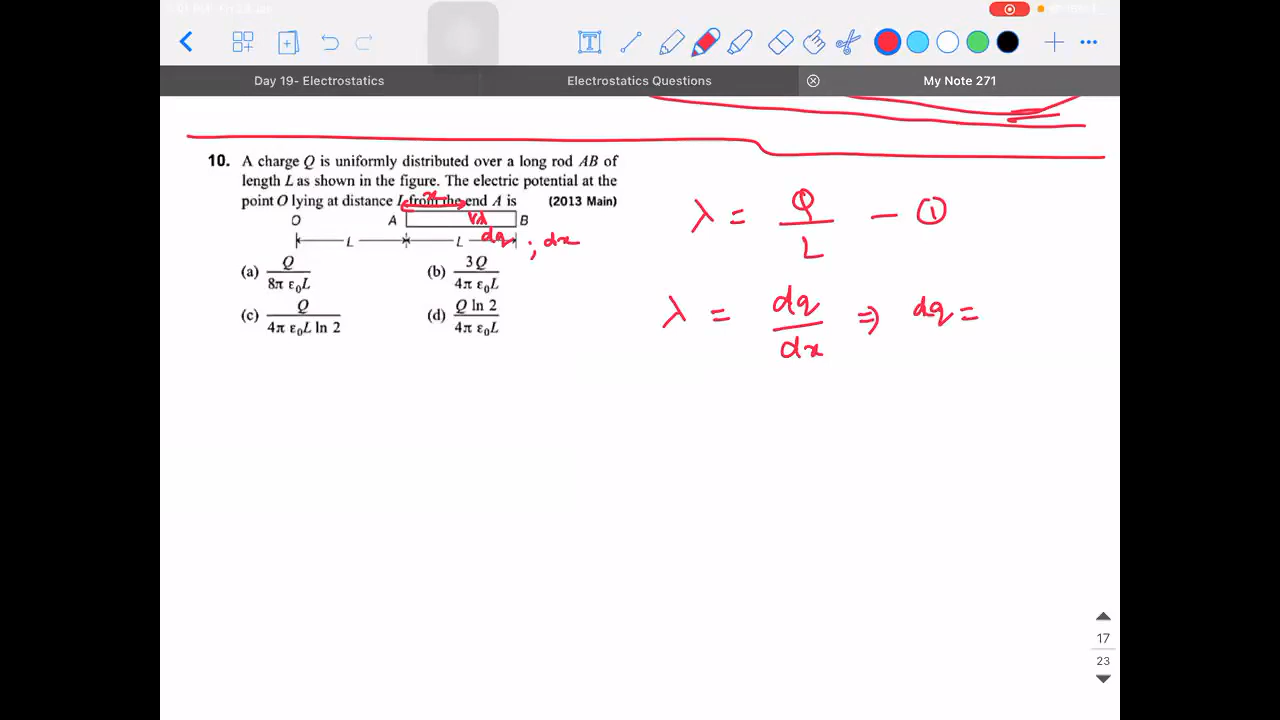 Day 19- Electrostatics
Electrostatics Questions
My Note 271
10. A charge Q is uniformly distributed over a long rod AB of
length L as shown in the figure. The electric potential at the
point O lying at distance L from the end A is (2013 Main)
x
O A B
L L dq ; dx
(a) Q/8π ε₀L (b) 3Q/4π ε₀L
(c) Q/4π ε₀L ln 2 (d) Q ln 2/4π ε₀L
λ = Q/L — ①
λ = dq/dx ⇒ dq =
17
23